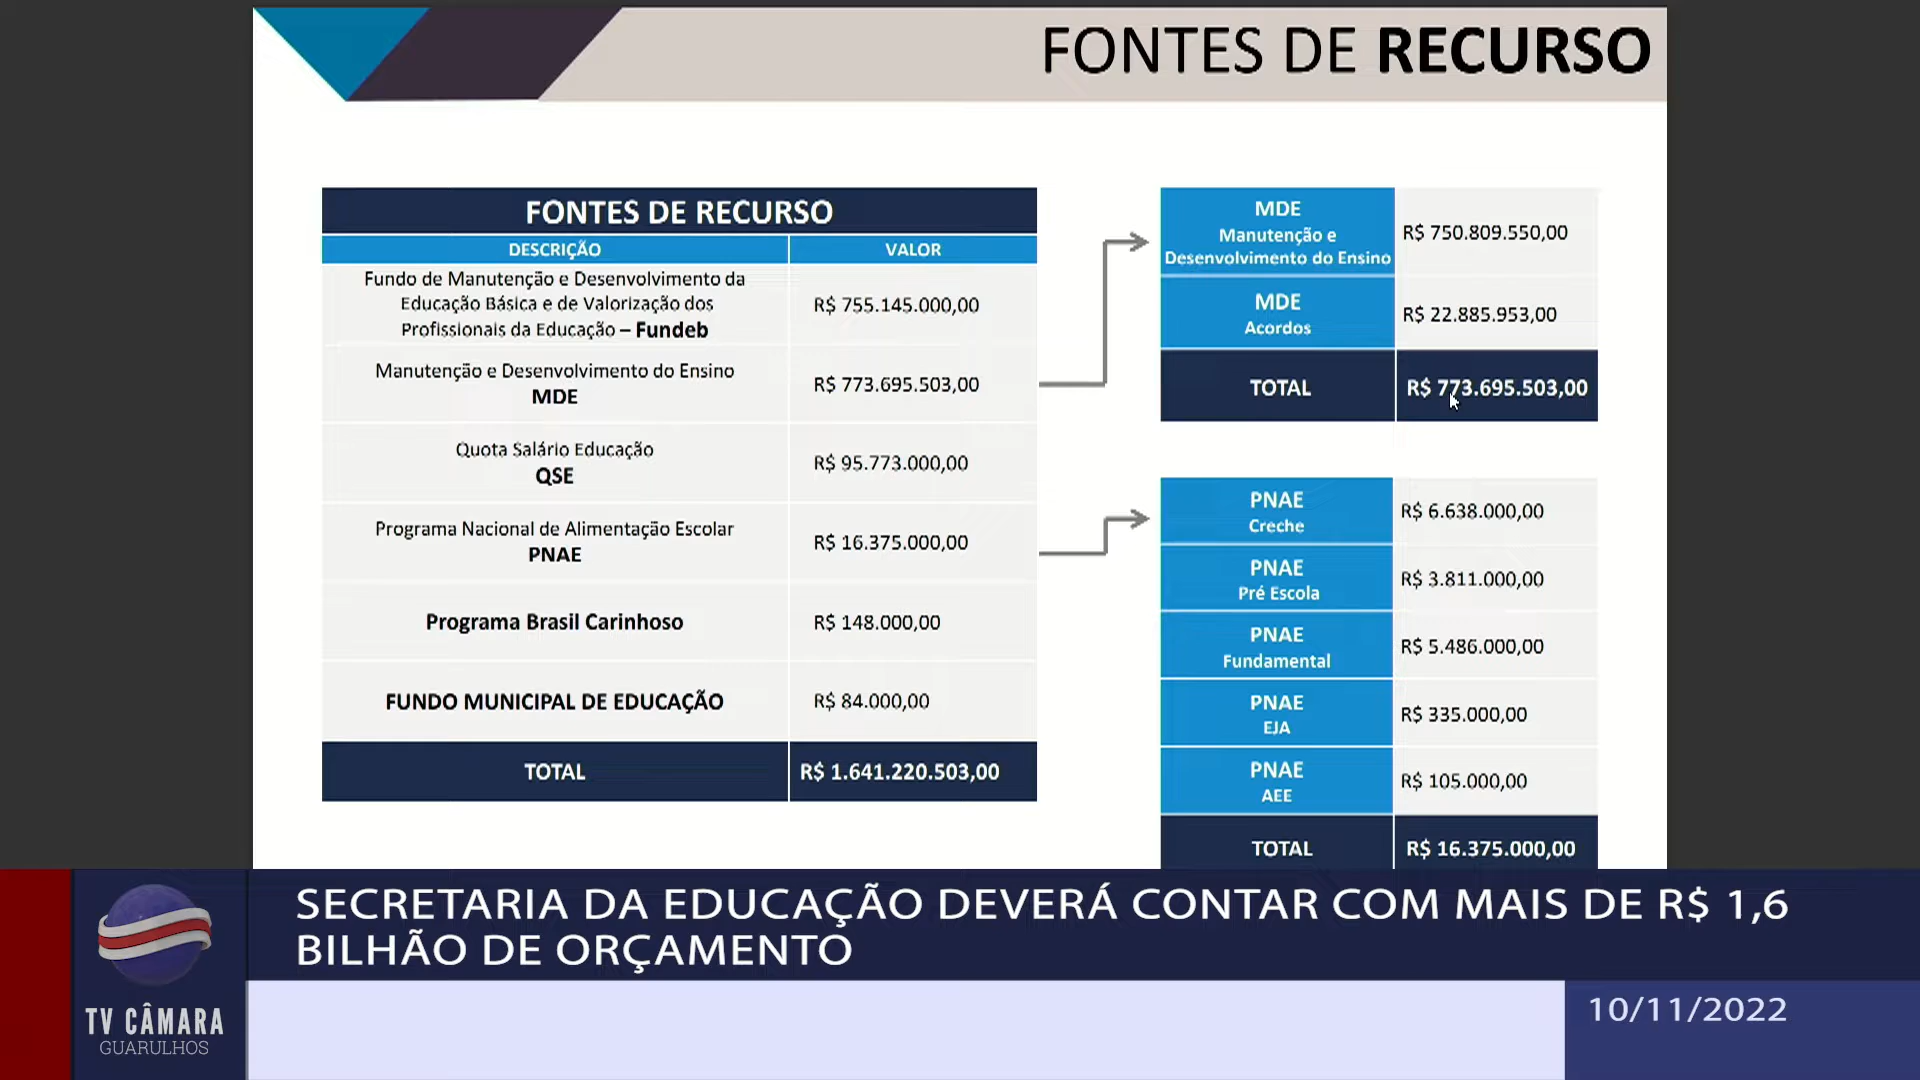 FONTES DE RECURSO
FONTES DE RECURSO
DESCRIÇÃO VALOR
Fundo de Manutenção e Desenvolvimento da
Educação Básica e de Valorização dos
Profissionais da Educação – Fundeb
R$ 755.145.000,00
Manutenção e Desenvolvimento do Ensino
MDE
R$ 773.695.503,00
Quota Salário Educação
QSE
R$ 95.773.000,00
Programa Nacional de Alimentação Escolar
PNAE
R$ 16.375.000,00
Programa Brasil Carinhoso R$ 148.000,00
FUNDO MUNICIPAL DE EDUCAÇÃO R$ 84.000,00
TOTAL R$ 1.641.220.503,00
MDE
Manutenção e
Desenvolvimento do Ensino
R$ 750.809.550,00
MDE
Acordos
R$ 22.885.953,00
TOTAL R$ 773.695.503,00
PNAE
Creche
R$ 6.638.000,00
PNAE
Pré Escola
R$ 3.811.000,00
PNAE
Fundamental
R$ 5.486.000,00
PNAE
EJA
R$ 335.000,00
PNAE
AEE
R$ 105.000,00
TOTAL R$ 16.375.000,00
SECRETARIA DA EDUCAÇÃO DEVERÁ CONTAR COM MAIS DE R$ 1,6
BILHÃO DE ORÇAMENTO
TV CÂMARA
GUARULHOS
10/11/2022